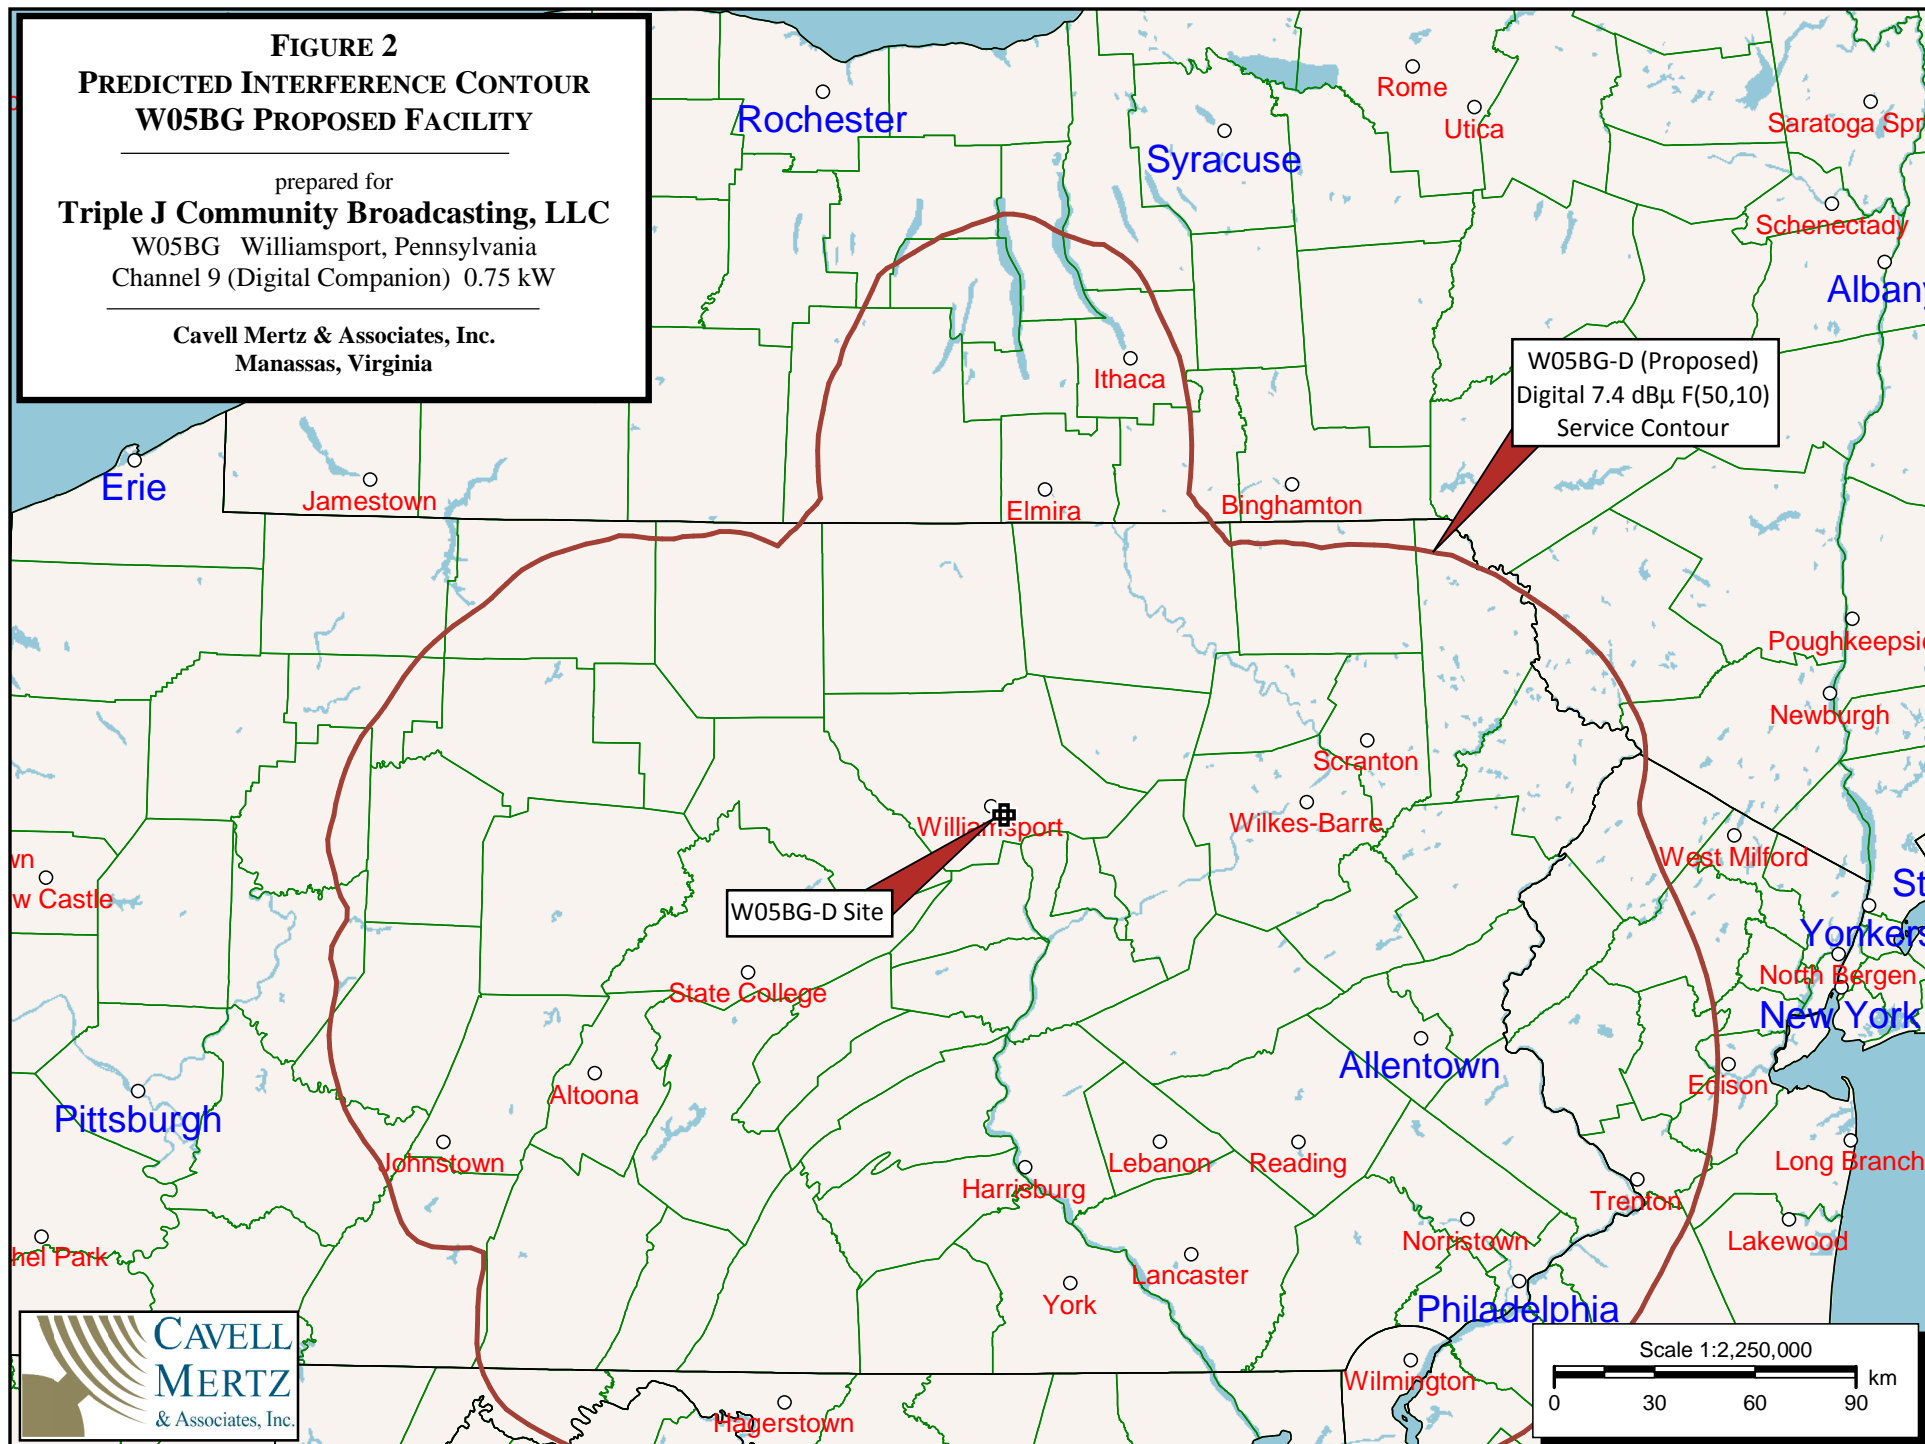 FIGURE 2
PREDICTED INTERFERENCE CONTOUR
W05BG PROPOSED FACILITY
prepared for
Triple J Community Broadcasting, LLC
W05BG Williamsport, Pennsylvania
Channel 9 (Digital Companion) 0.75 kW
Cavell Mertz & Associates, Inc.
Manassas, Virginia
Rome
Rochester
Utica
Saratoga Spr
Syracuse
Schenectady
Albany
W05BG-D (Proposed)
Digital 7.4 dBµ F(50,10)
Service Contour
Ithaca
Erie
Jamestown
Elmira
Binghamton
Poughkeepsie
Newburgh
Scranton
Williamsport
Wilkes-Barre
wn
West Milford
w Castle
St
W05BG-D Site
Yonkers
North Bergen
State College
New York
Allentown
Edison
Altoona
Pittsburgh
Johnstown
Lebanon
Reading
Long Branch
Harrisburg
Trenton
Norristown
Lakewood
hel Park
Lancaster
York
Philadelphia
CAVELL
MERTZ
& Associates, Inc.
Scale 1:2,250,000
km
0 30 60 90
Wilmington
Hagerstown